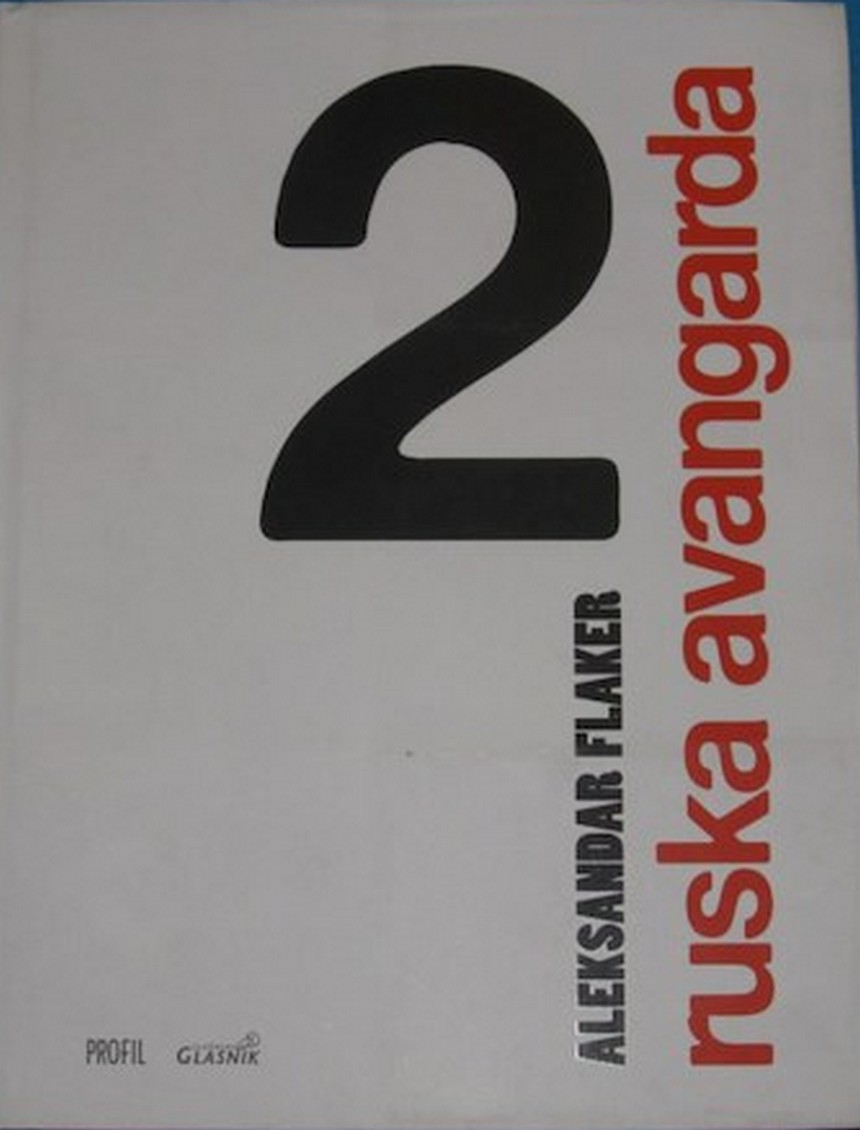 2
ruska avangarda
ALEKSANDAR FLAKER
PROFIL
GLASNIK